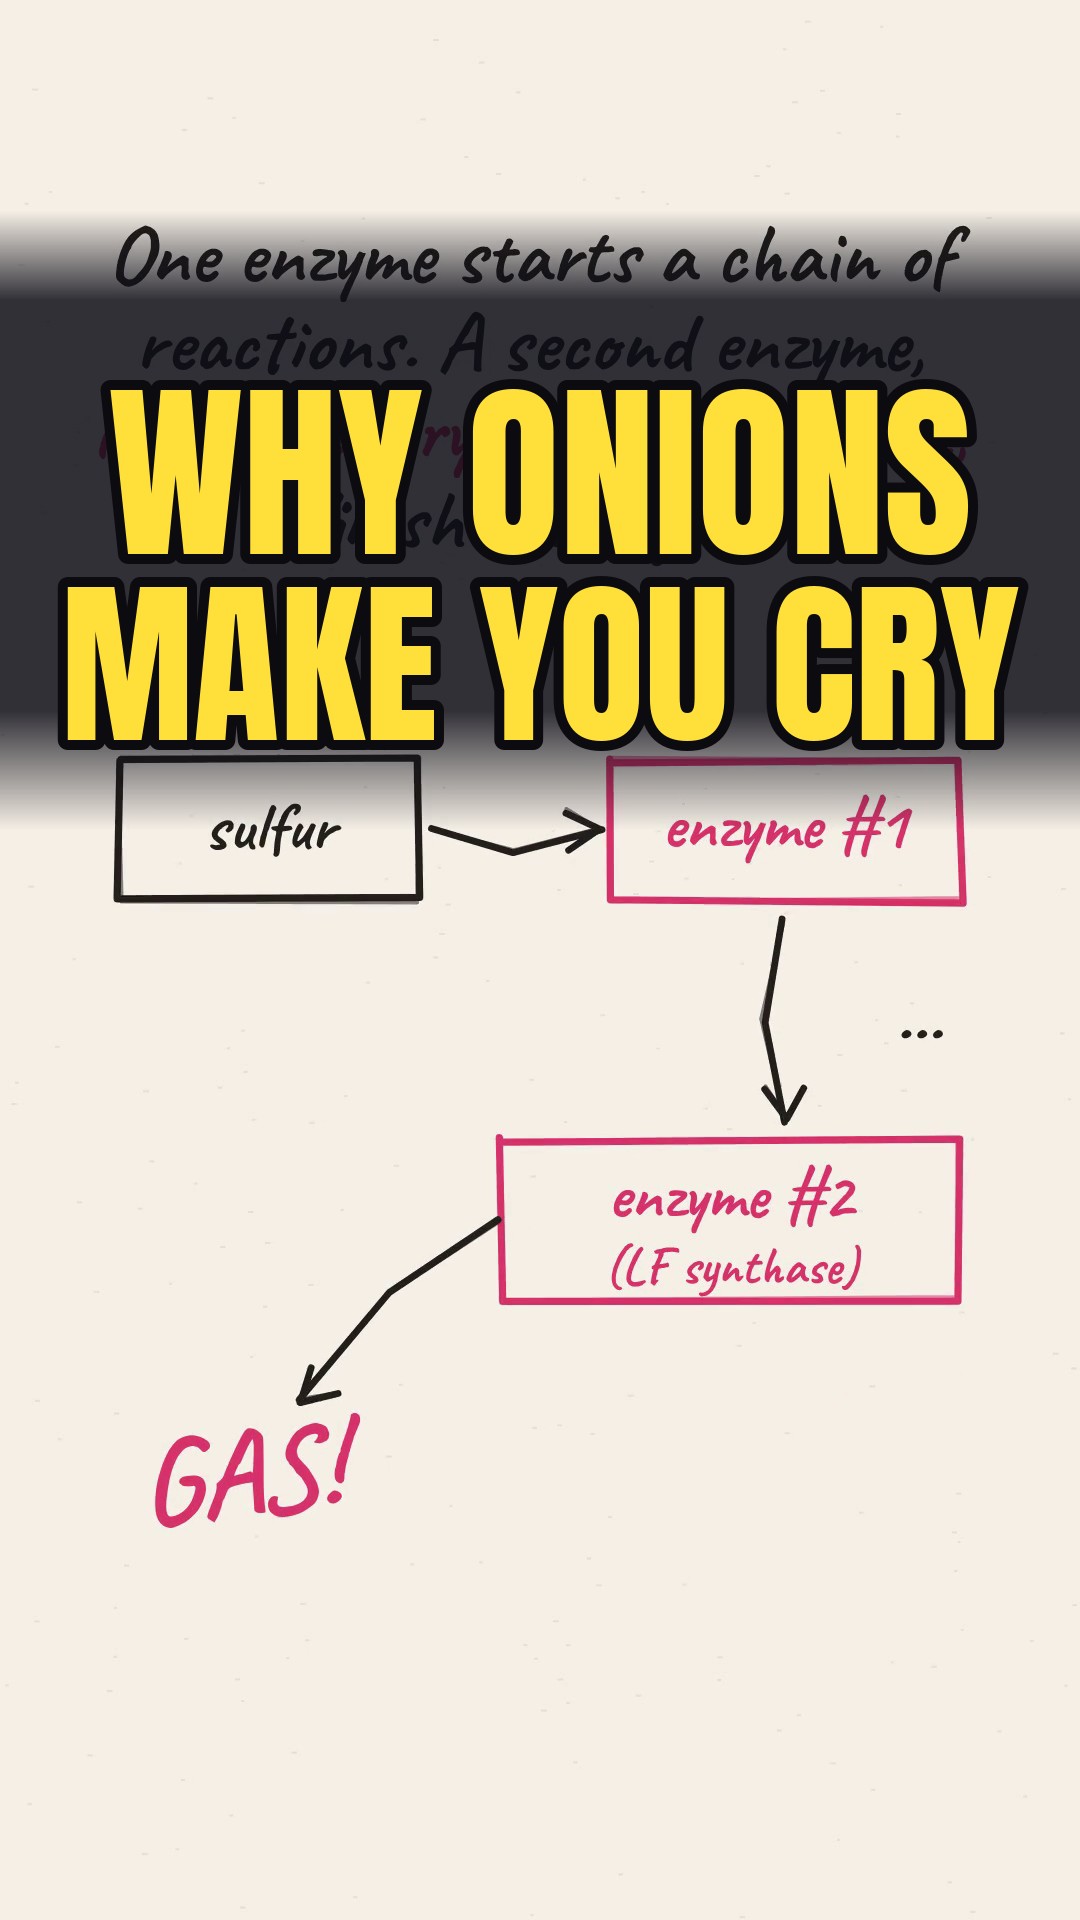 One enzyme starts a chain of
reactions. A second enzyme,
WHY ONIONS
MAKE YOU CRY
sulfur
enzyme #1
...
enzyme #2
(LF synthase)
GAS!